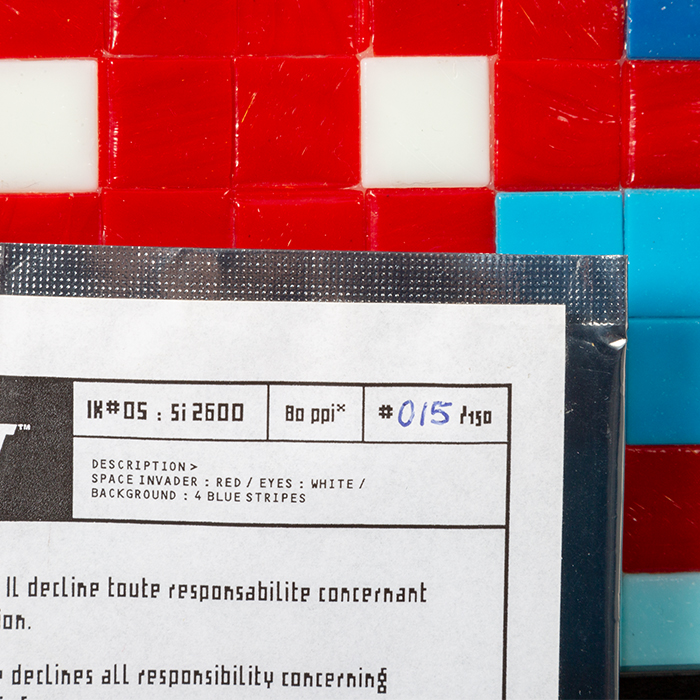 T™
IK#05 : Si 2600
80 ppi×
#015 /150
DESCRIPTION >
SPACE INVADER : RED / EYES : WHITE /
BACKGROUND : 4 BLUE STRIPES
Il decline toute responsabilite concernant
declines all responsibility concerning